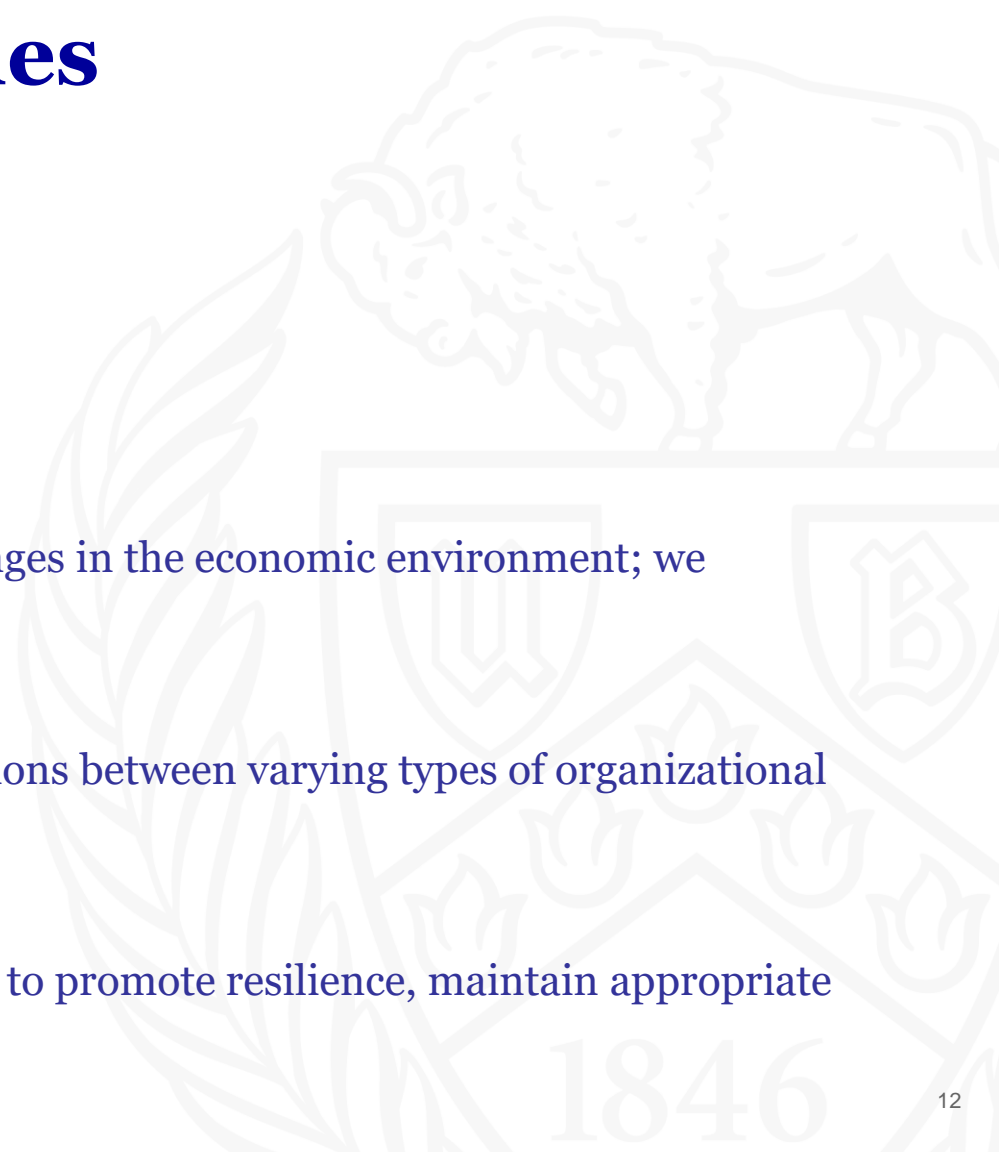 es
ges in the economic environment; we
ions between varying types of organizational
to promote resilience, maintain appropriate
U B
1846
12